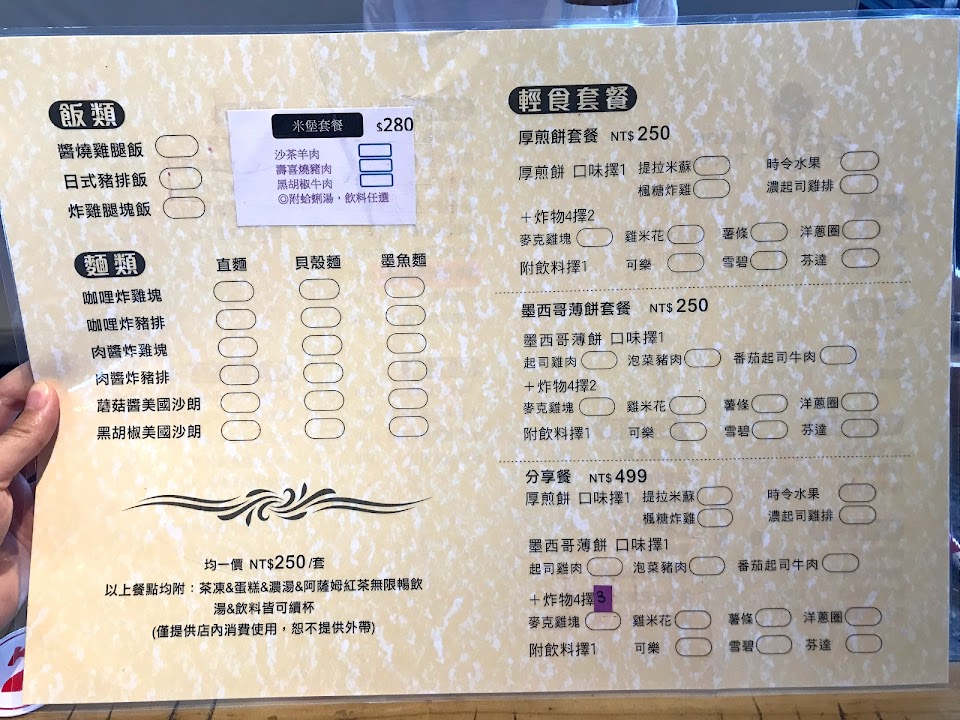 飯類
醬燒雞腿飯
日式豬排飯
炸雞腿塊飯
米堡套餐 $280
沙茶羊肉
壽喜燒豬肉
黑胡椒牛肉
◎附蛤蜊湯，飲料任選
麵類 直麵 貝殼麵 墨魚麵
咖哩炸雞塊
咖哩炸豬排
肉醬炸雞塊
肉醬炸豬排
蘑菇醬美國沙朗
黑胡椒美國沙朗
均一價 NT$250/套
以上餐點均附：茶凍&蛋糕&濃湯&阿薩姆紅茶無限暢飲
湯&飲料皆可續杯
(僅提供店內消費使用，恕不提供外帶)
輕食套餐
厚煎餅套餐 NT$250
厚煎餅 口味擇1 提拉米蘇 時令水果
楓糖炸雞 濃起司雞排
＋炸物4擇2
麥克雞塊 雞米花 薯條 洋蔥圈
附飲料擇1 可樂 雪碧 芬達
墨西哥薄餅套餐 NT$250
墨西哥薄餅 口味擇1
起司雞肉 泡菜豬肉 番茄起司牛肉
＋炸物4擇2
麥克雞塊 雞米花 薯條 洋蔥圈
附飲料擇1 可樂 雪碧 芬達
分享餐 NT$499
厚煎餅 口味擇1 提拉米蘇 時令水果
楓糖炸雞 濃起司雞排
墨西哥薄餅 口味擇1
起司雞肉 泡菜豬肉 番茄起司牛肉
＋炸物4擇3
麥克雞塊 雞米花 薯條 洋蔥圈
附飲料擇1 可樂 雪碧 芬達